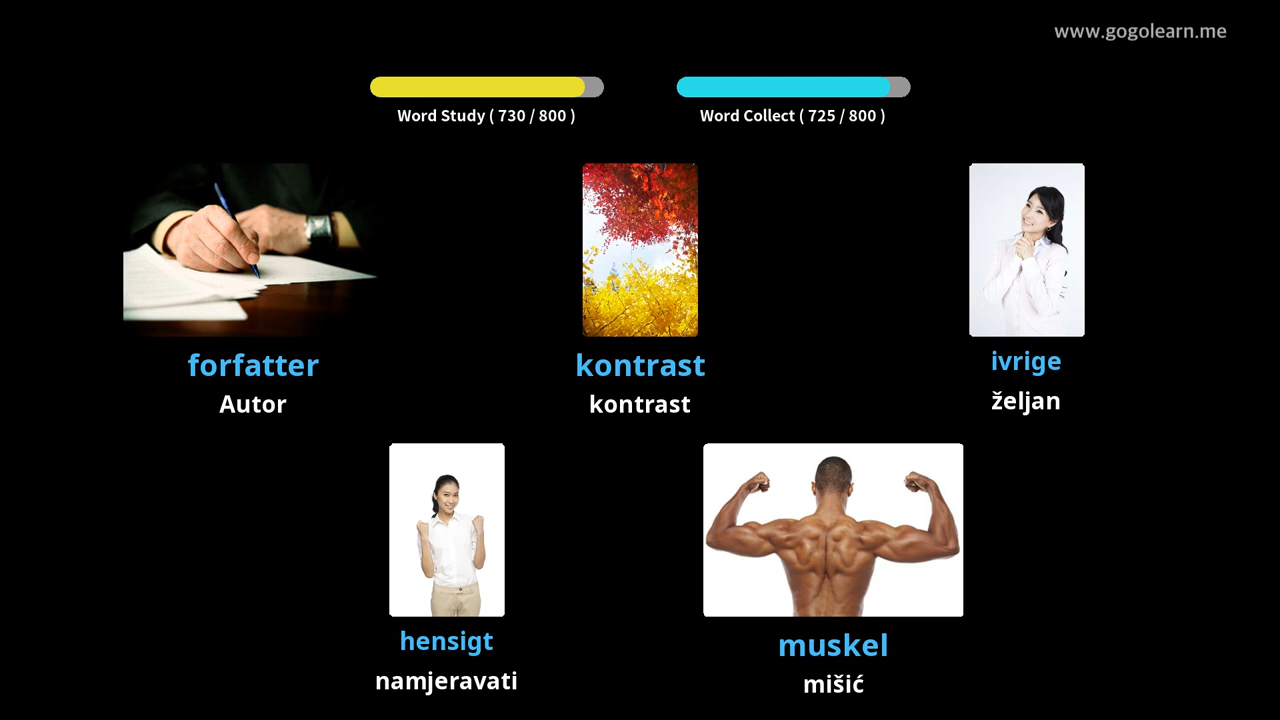 www.gogolearn.me
Word Study ( 730 / 800 )
Word Collect ( 725 / 800 )
forfatter
Autor
kontrast
kontrast
ivrige
željan
hensigt
namjeravati
muskel
mišić